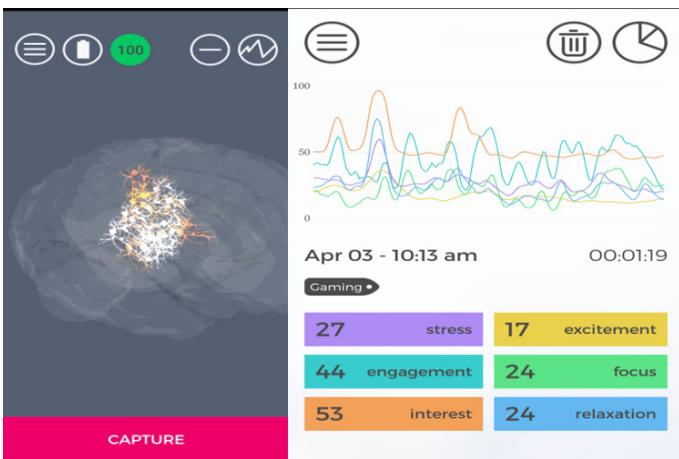 100
CAPTURE
100
50
0
Apr 03 - 10:13 am 00:01:19
Gaming
27 stress 17 excitement
44 engagement 24 focus
53 interest 24 relaxation